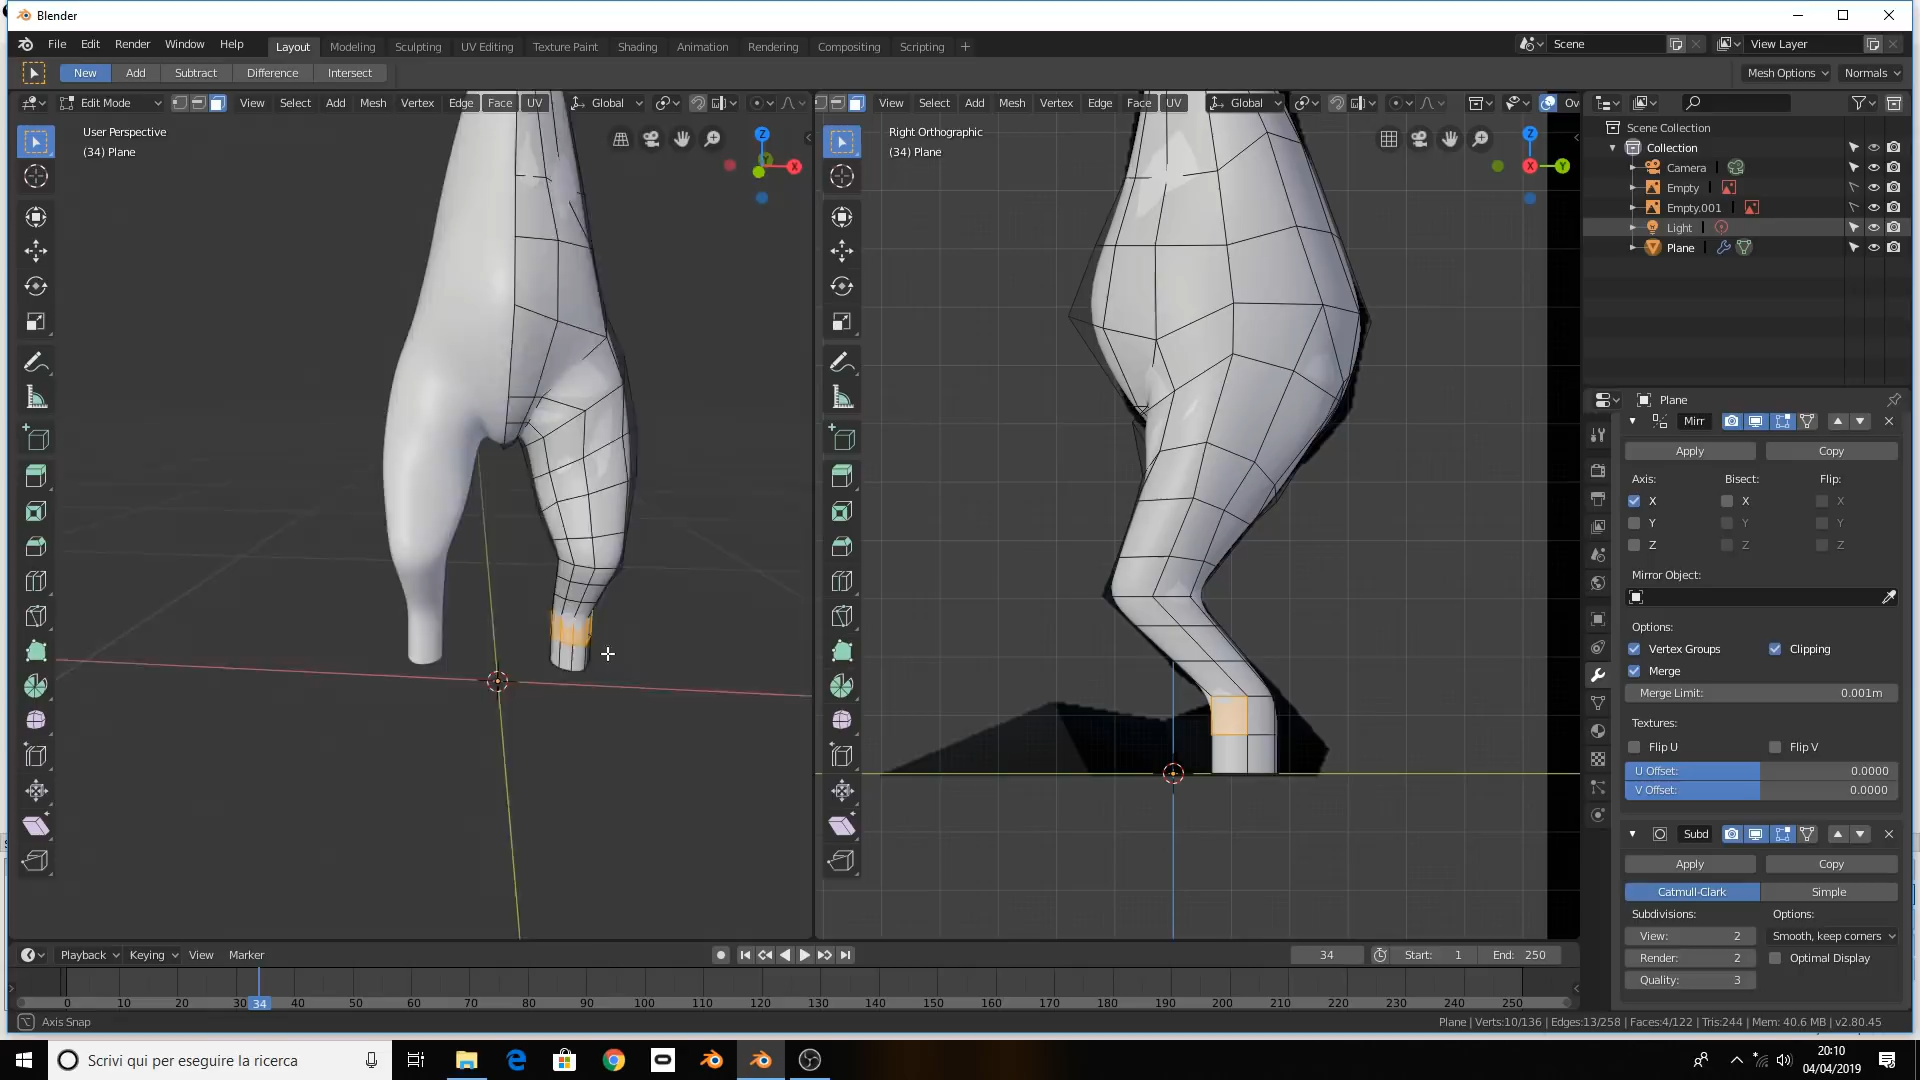 Blender
File Edit Render Window Help Layout Modeling Sculpting UV Editing Texture Paint Shading Animation Rendering Compositing Scripting + Scene View Layer
New Add Subtract Difference Intersect Mesh Options Normals
Edit Mode View Select Add Mesh Vertex Edge Face UV Global
View Select Add Mesh Vertex Edge Face UV Global Ov
User Perspective
(34) Plane
Z
X
Y
Right Orthographic
(34) Plane
Z
X
Y
Scene Collection
Collection
Camera
Empty
Empty.001
Light
Plane
Plane
Mirr
Apply Copy
Axis: Bisect: Flip:
X X X
Y Y Y
Z Z Z
Mirror Object:
Options:
Vertex Groups Clipping
Merge
Merge Limit: 0.001m
Textures:
Flip U Flip V
U Offset: 0.0000
V Offset: 0.0000
Subd
Apply Copy
Catmull-Clark Simple
Subdivisions: Options:
View: 2 Smooth, keep corners
Render: 2 Optimal Display
Quality: 3
Playback Keying View Marker 34 Start: 1 End: 250
0 10 20 30 34 40 50 60 70 80 90 100 110 120 130 140 150 160 170 180 190 200 210 220 230 240 250
Axis Snap
Plane | Verts:10/136 | Edges:13/258 | Faces:4/122 | Tris:244 | Mem: 40.6 MB | v2.80.45
Scrivi qui per eseguire la ricerca
20:10
04/04/2019